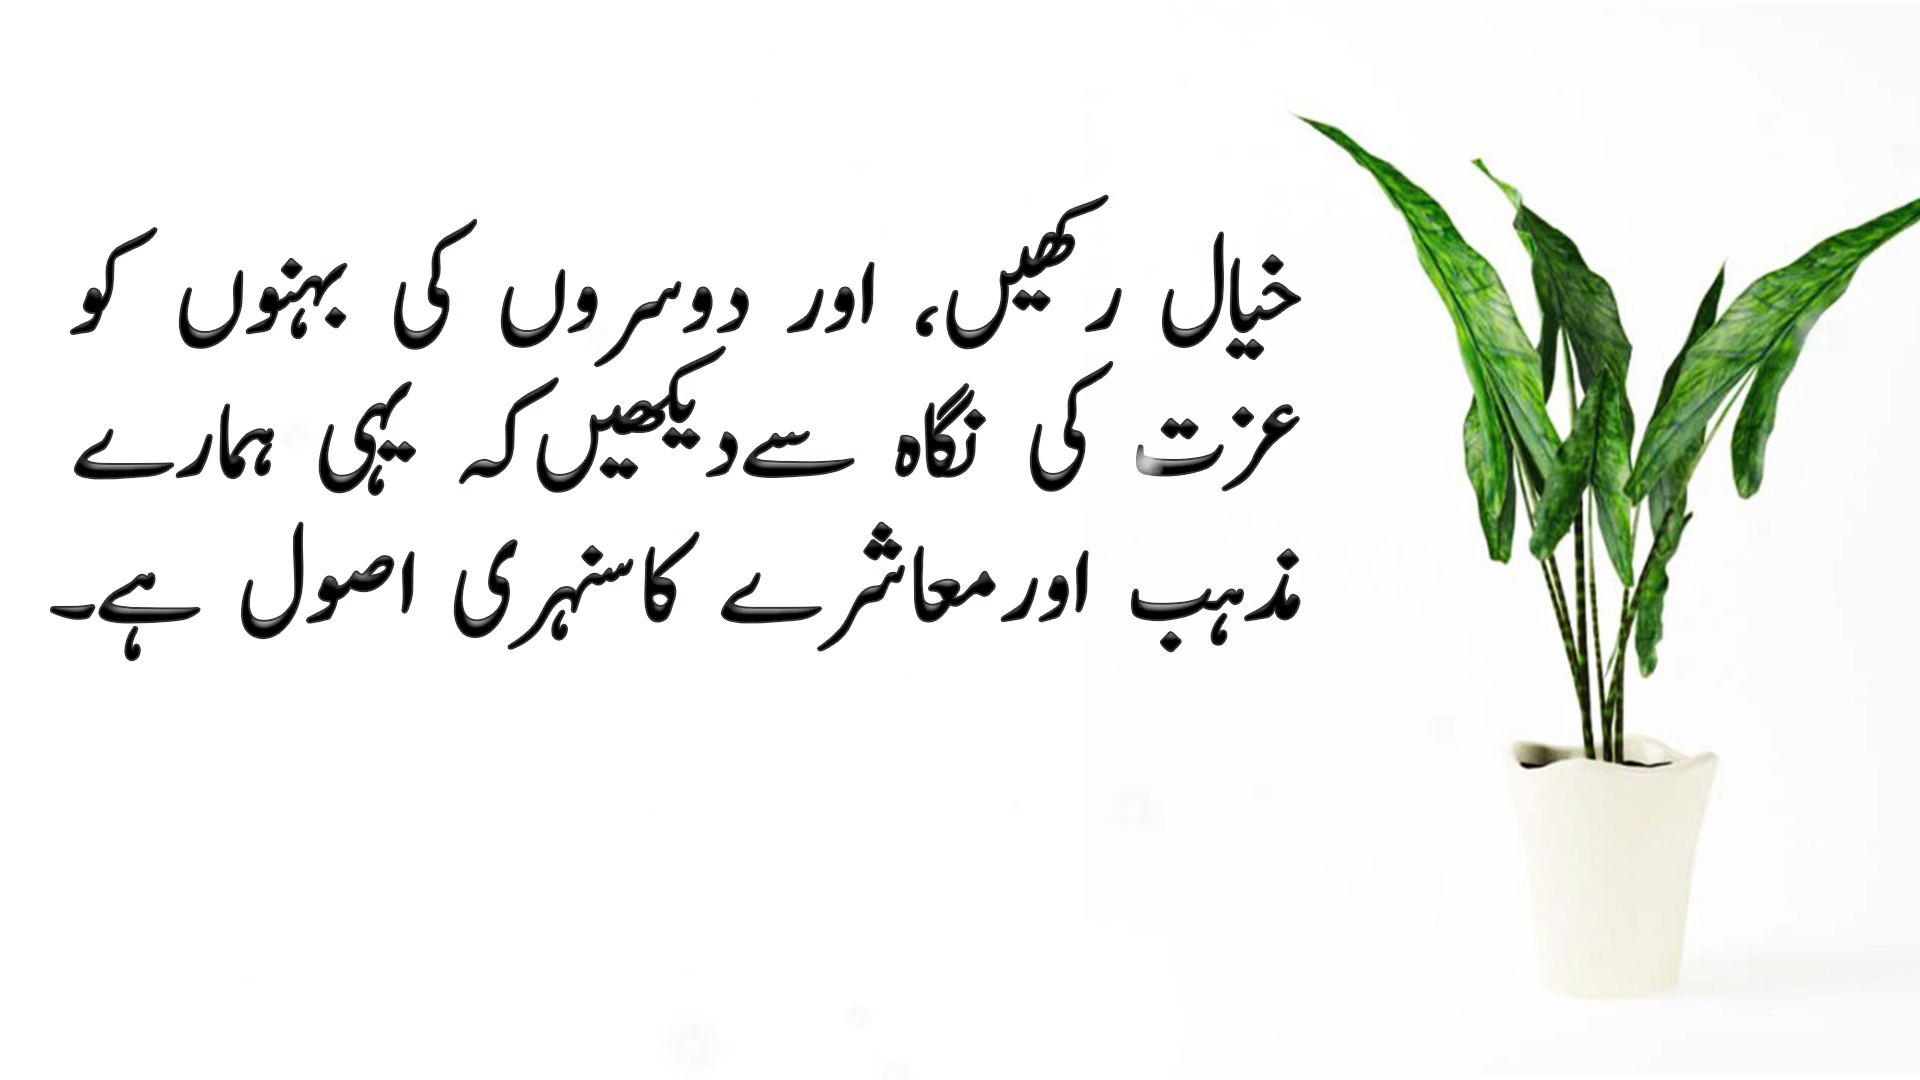 خیال رکھیں، اور دوسروں کی بہنوں کو
عزت کی نگاہ سے دیکھیں کہ یہی ہمارے
مذہب اور معاشرے کا سنہری اصول ہے۔